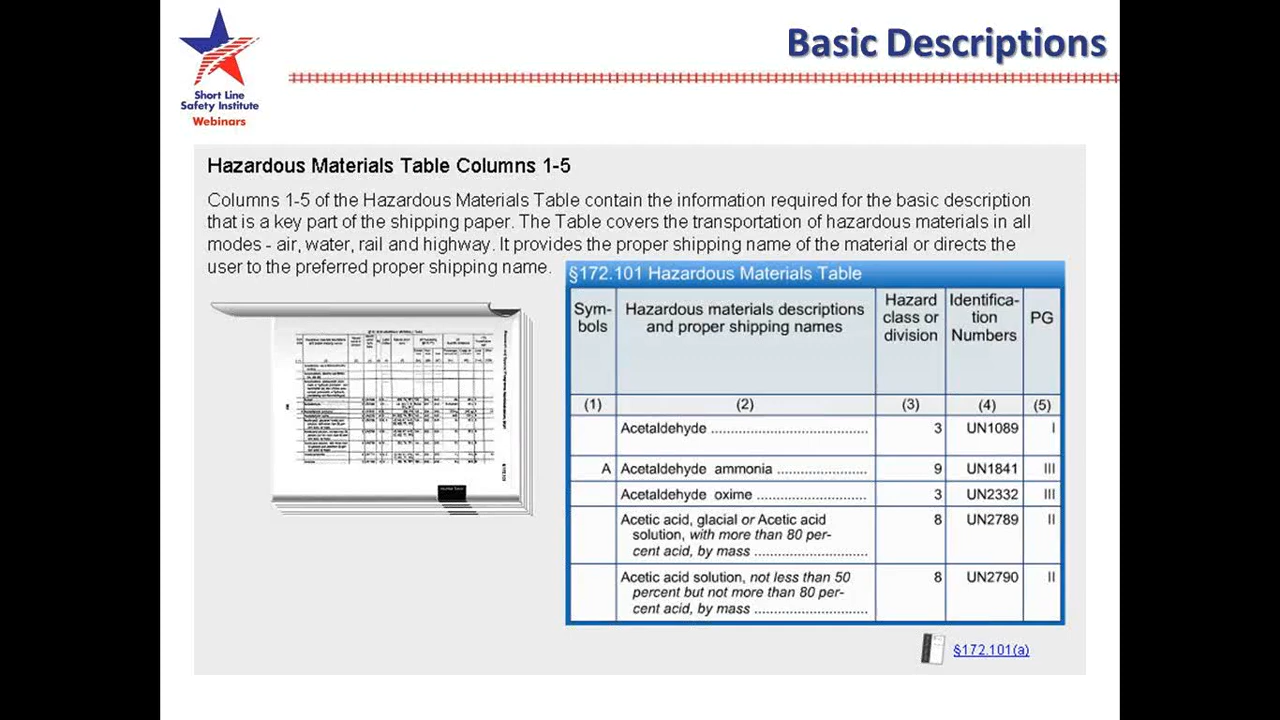 Basic Descriptions
Short Line
Safety Institute
Webinars
Hazardous Materials Table Columns 1-5
Columns 1-5 of the Hazardous Materials Table contain the information required for the basic description
that is a key part of the shipping paper. The Table covers the transportation of hazardous materials in all
modes - air, water, rail and highway. It provides the proper shipping name of the material or directs the
user to the preferred proper shipping name.
§172.101 Hazardous Materials Table
Sym-
bols
Hazardous materials descriptions
and proper shipping names
Hazard
class or
division
Identifica-
tion
Numbers
PG
(1) (2) (3) (4) (5)
Acetaldehyde ................................ 3 UN1089 I
A Acetaldehyde ammonia .................. 9 UN1841 III
Acetaldehyde oxime ...................... 3 UN2332 III
Acetic acid, glacial or Acetic acid 8 UN2789 II
solution, with more than 80 per-
cent acid, by mass .......................
Acetic acid solution, not less than 50 8 UN2790 II
percent but not more than 80 per-
cent acid, by mass .......................
§172.101(a)